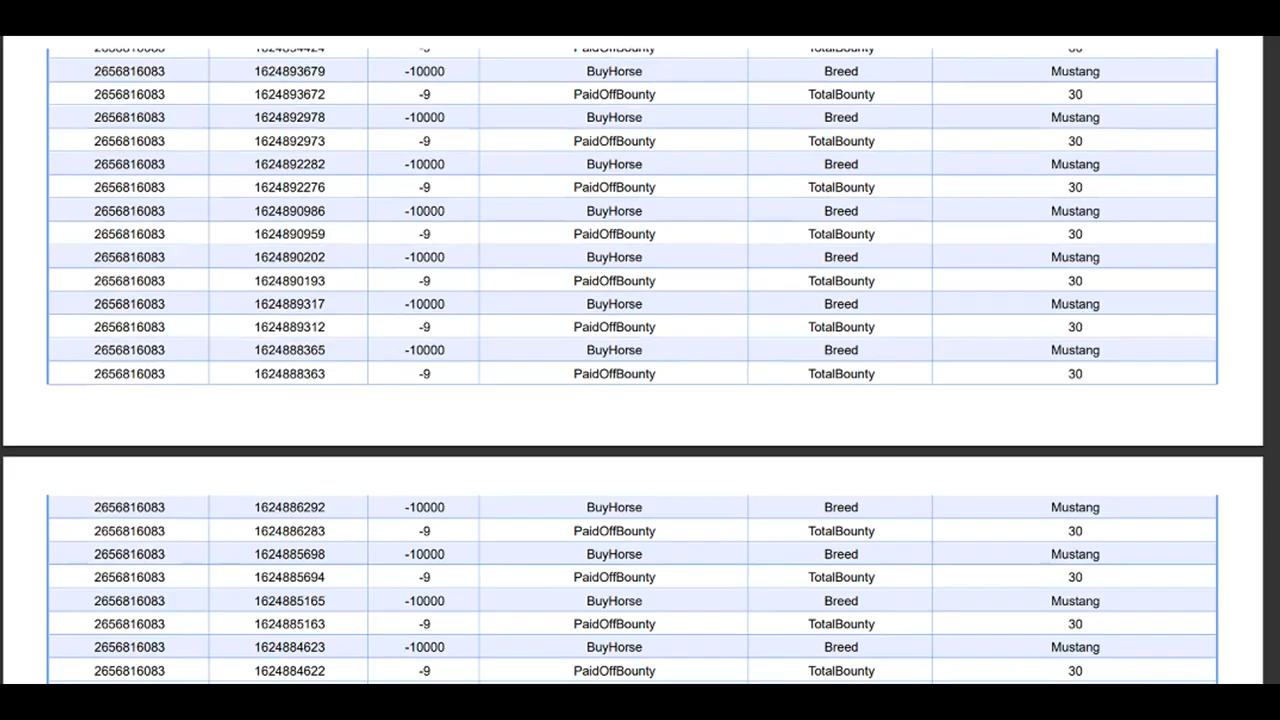 2656816083 1624894424 -9 PaidOffBounty TotalBounty 30
2656816083 1624893679 -10000 BuyHorse Breed Mustang
2656816083 1624893672 -9 PaidOffBounty TotalBounty 30
2656816083 1624892978 -10000 BuyHorse Breed Mustang
2656816083 1624892973 -9 PaidOffBounty TotalBounty 30
2656816083 1624892282 -10000 BuyHorse Breed Mustang
2656816083 1624892276 -9 PaidOffBounty TotalBounty 30
2656816083 1624890986 -10000 BuyHorse Breed Mustang
2656816083 1624890959 -9 PaidOffBounty TotalBounty 30
2656816083 1624890202 -10000 BuyHorse Breed Mustang
2656816083 1624890193 -9 PaidOffBounty TotalBounty 30
2656816083 1624889317 -10000 BuyHorse Breed Mustang
2656816083 1624889312 -9 PaidOffBounty TotalBounty 30
2656816083 1624888365 -10000 BuyHorse Breed Mustang
2656816083 1624888363 -9 PaidOffBounty TotalBounty 30
2656816083 1624886292 -10000 BuyHorse Breed Mustang
2656816083 1624886283 -9 PaidOffBounty TotalBounty 30
2656816083 1624885698 -10000 BuyHorse Breed Mustang
2656816083 1624885694 -9 PaidOffBounty TotalBounty 30
2656816083 1624885165 -10000 BuyHorse Breed Mustang
2656816083 1624885163 -9 PaidOffBounty TotalBounty 30
2656816083 1624884623 -10000 BuyHorse Breed Mustang
2656816083 1624884622 -9 PaidOffBounty TotalBounty 30